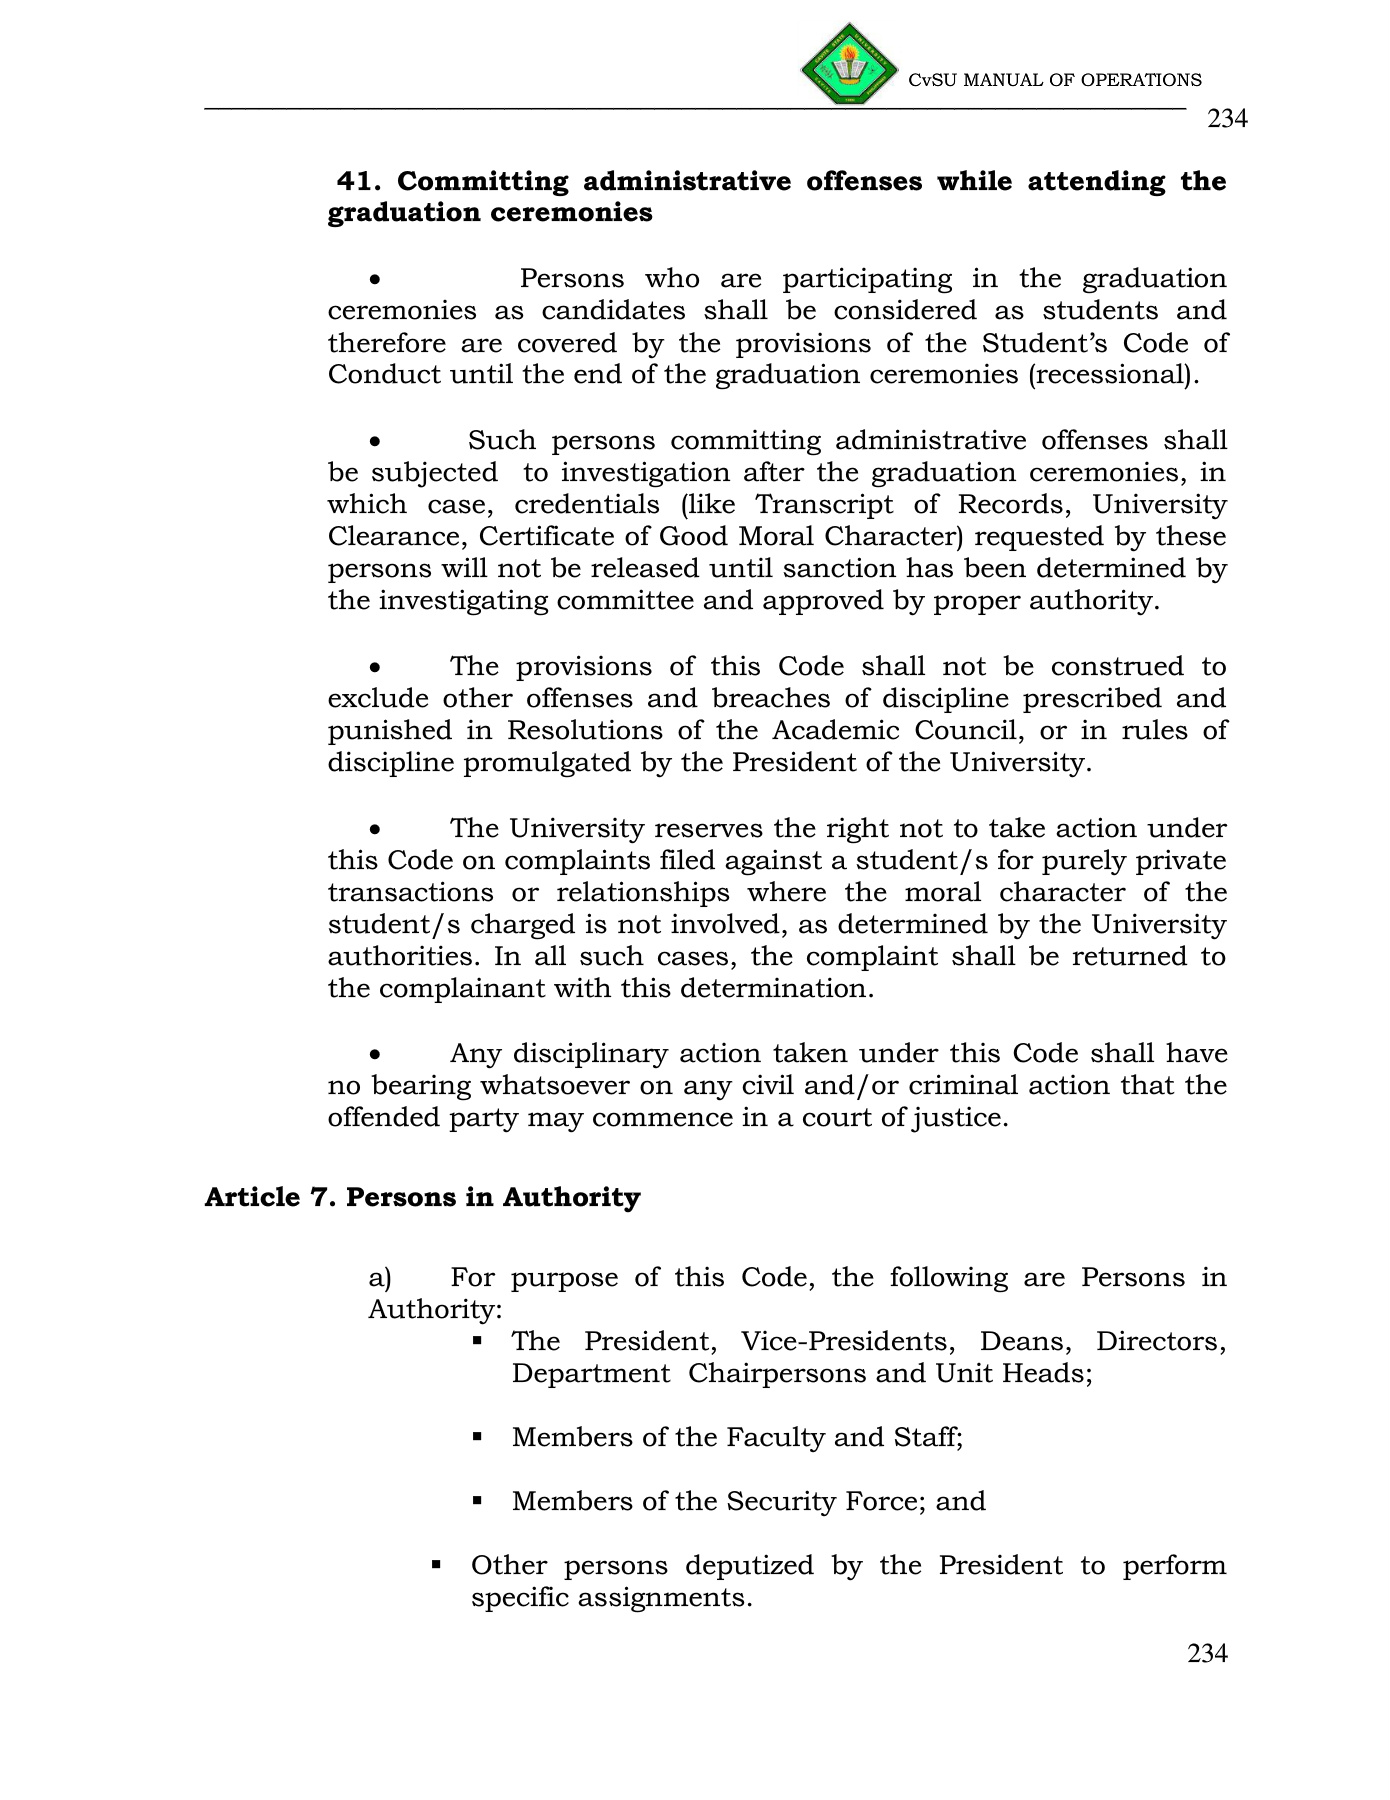 CvSU MANUAL OF OPERATIONS
234
41. Committing administrative offenses while attending the
graduation ceremonies
• Persons who are participating in the graduation
ceremonies as candidates shall be considered as students and
therefore are covered by the provisions of the Student’s Code of
Conduct until the end of the graduation ceremonies (recessional).
• Such persons committing administrative offenses shall
be subjected to investigation after the graduation ceremonies, in
which case, credentials (like Transcript of Records, University
Clearance, Certificate of Good Moral Character) requested by these
persons will not be released until sanction has been determined by
the investigating committee and approved by proper authority.
• The provisions of this Code shall not be construed to
exclude other offenses and breaches of discipline prescribed and
punished in Resolutions of the Academic Council, or in rules of
discipline promulgated by the President of the University.
• The University reserves the right not to take action under
this Code on complaints filed against a student/s for purely private
transactions or relationships where the moral character of the
student/s charged is not involved, as determined by the University
authorities. In all such cases, the complaint shall be returned to
the complainant with this determination.
• Any disciplinary action taken under this Code shall have
no bearing whatsoever on any civil and/or criminal action that the
offended party may commence in a court of justice.
Article 7. Persons in Authority
a) For purpose of this Code, the following are Persons in
Authority:
▪ The President, Vice-Presidents, Deans, Directors,
Department Chairpersons and Unit Heads;
▪ Members of the Faculty and Staff;
▪ Members of the Security Force; and
▪ Other persons deputized by the President to perform
specific assignments.
234